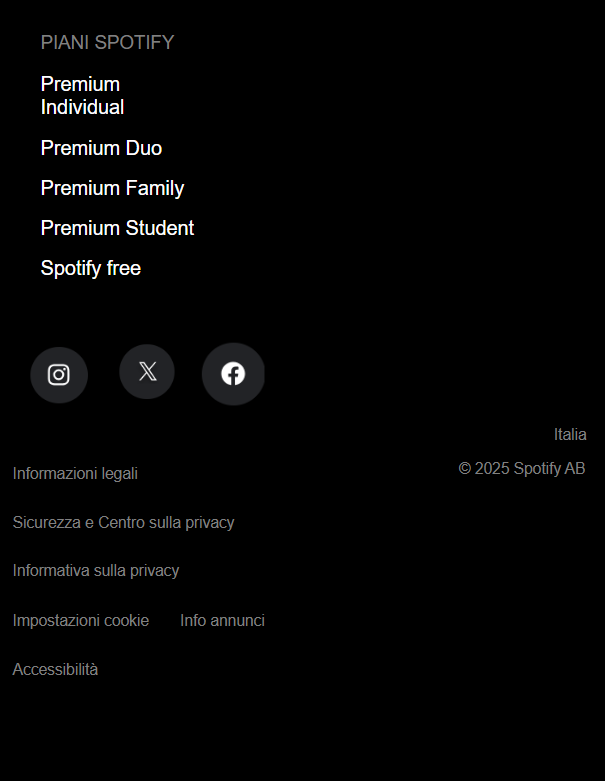 PIANI SPOTIFY
Premium
Individual
Premium Duo
Premium Family
Premium Student
Spotify free
Italia
© 2025 Spotify AB
Informazioni legali
Sicurezza e Centro sulla privacy
Informativa sulla privacy
Impostazioni cookie Info annunci
Accessibilità